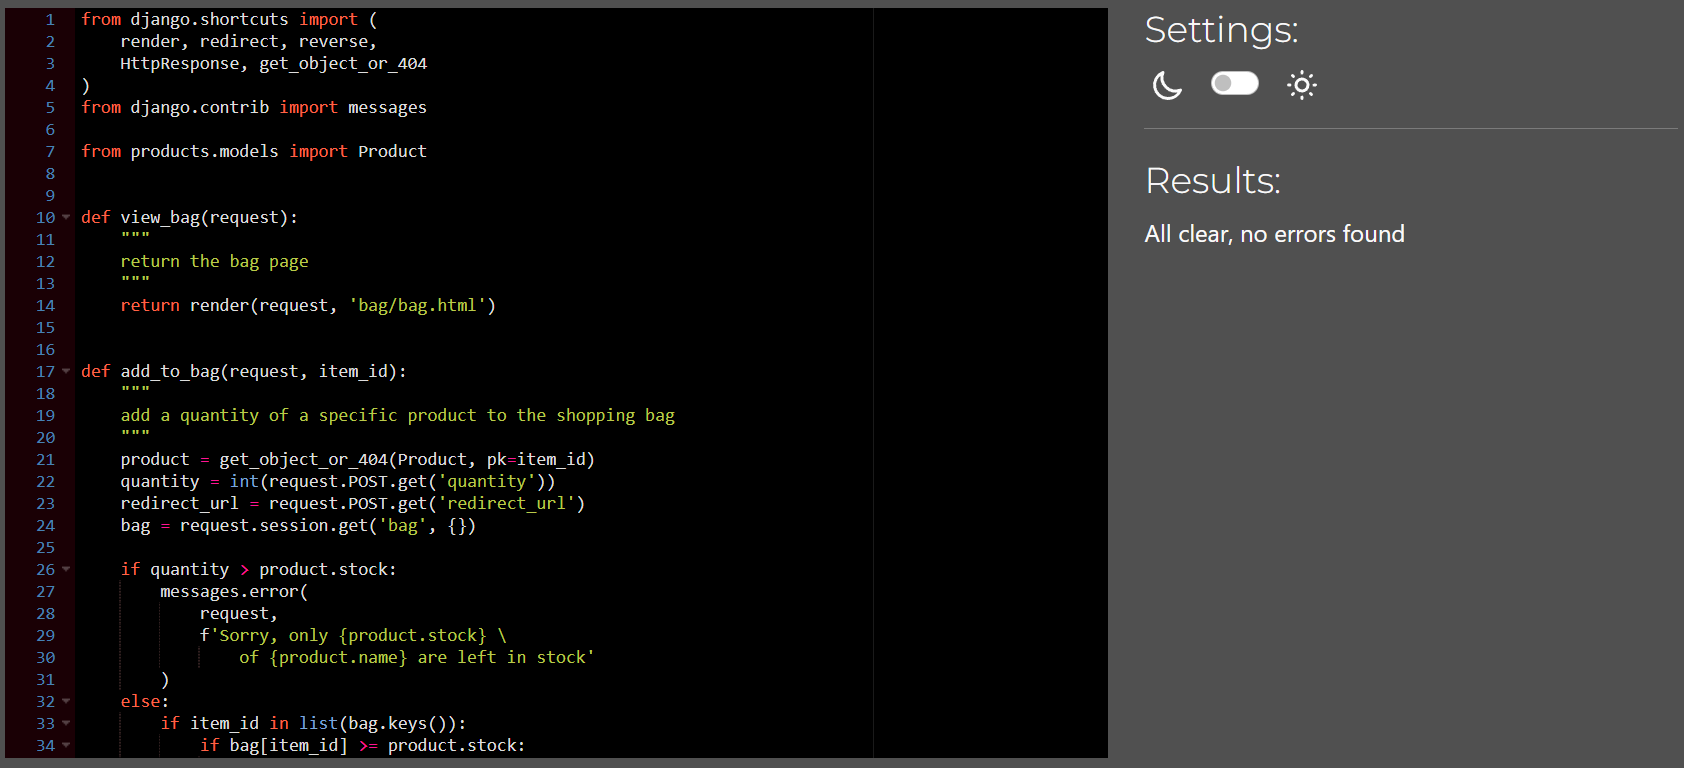 1 from django.shortcuts import (
2     render, redirect, reverse,
3     HttpResponse, get_object_or_404
4 )
5 from django.contrib import messages
6
7 from products.models import Product
8
9
10 def view_bag(request):
11     """
12     return the bag page
13     """
14     return render(request, 'bag/bag.html')
15
16
17 def add_to_bag(request, item_id):
18     """
19     add a quantity of a specific product to the shopping bag
20     """
21     product = get_object_or_404(Product, pk=item_id)
22     quantity = int(request.POST.get('quantity'))
23     redirect_url = request.POST.get('redirect_url')
24     bag = request.session.get('bag', {})
25
26     if quantity > product.stock:
27         messages.error(
28             request,
29             f'Sorry, only {product.stock} \
30                 of {product.name} are left in stock'
31         )
32     else:
33         if item_id in list(bag.keys()):
34             if bag[item_id] >= product.stock:
Settings:
Results:
All clear, no errors found